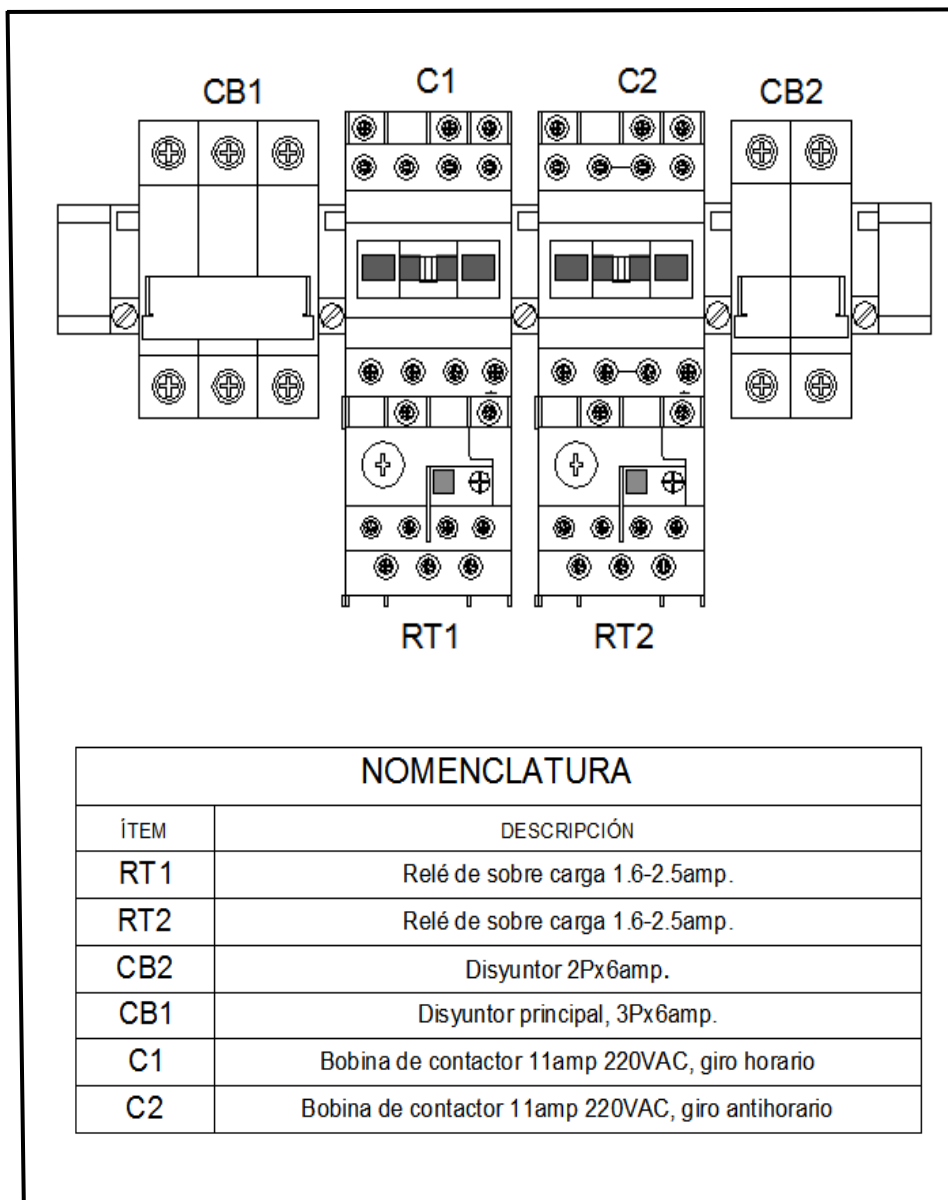 CB1 C1 C2 CB2
RT1 RT2
NOMENCLATURA
ÍTEM DESCRIPCIÓN
RT1 Relé de sobre carga 1.6-2.5amp.
RT2 Relé de sobre carga 1.6-2.5amp.
CB2 Disyuntor 2Px6amp.
CB1 Disyuntor principal, 3Px6amp.
C1 Bobina de contactor 11amp 220VAC, giro horario
C2 Bobina de contactor 11amp 220VAC, giro antihorario